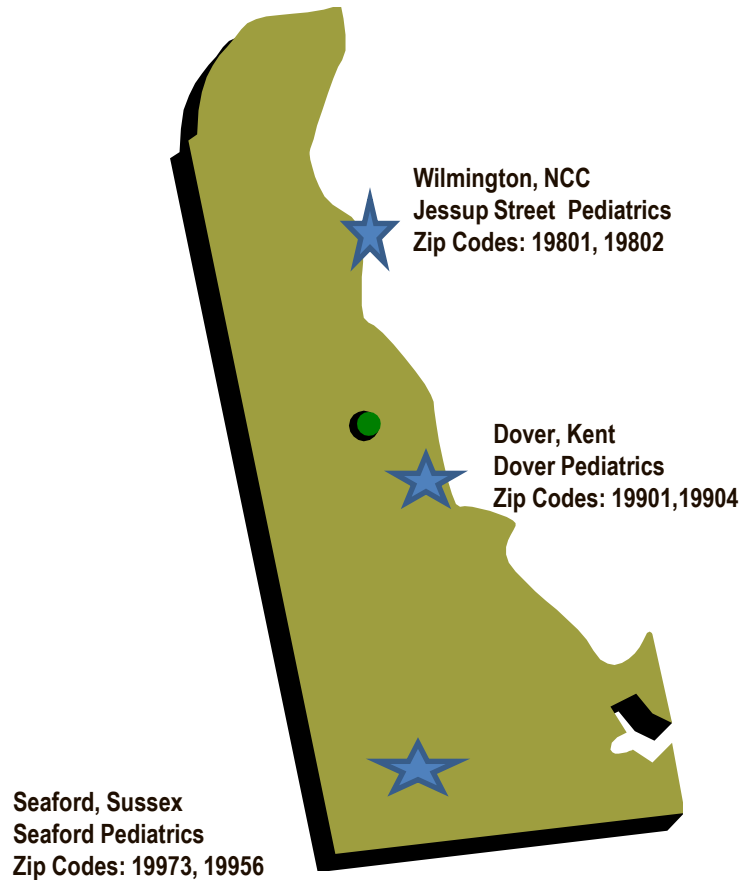 Wilmington, NCC
Jessup Street Pediatrics
Zip Codes: 19801, 19802
Dover, Kent
Dover Pediatrics
Zip Codes: 19901,19904
Seaford, Sussex
Seaford Pediatrics
Zip Codes: 19973, 19956